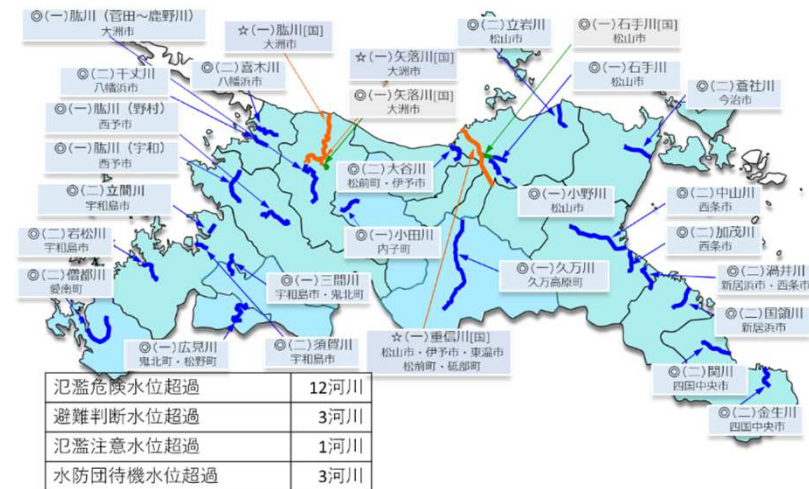 ◎(一)肱川（菅田～鹿野川）
大洲市
☆(一)肱川[国]
大洲市
◎(二)立岩川
松山市
◎(一)石手川[国]
松山市
◎(二)千丈川
八幡浜市
◎(二)喜木川
八幡浜市
☆(一)矢落川[国]
大洲市
◎(一)石手川
松山市
◎(二)蒼社川
今治市
◎(一)肱川（野村）
西予市
◎(一)矢落川[国]
大洲市
◎(一)肱川（宇和）
西予市
◎(二)大谷川
松前町・伊予市
◎(一)小野川
松山市
◎(二)中山川
西条市
◎(二)立間川
宇和島市
◎(一)小田川
内子町
◎(二)加茂川
西条市
◎(二)岩松川
宇和島市
◎(一)三間川
宇和島市・鬼北町
◎(一)久万川
久万高原町
◎(二)渦井川
新居浜市・西条市
◎(二)僧都川
愛南町
◎(二)国領川
新居浜市
◎(一)広見川
鬼北町・松野町
◎(二)須賀川
宇和島市
☆(一)重信川[国]
松山市・伊予市・東温市
松前町・砥部町
◎(二)関川
四国中央市
◎(二)金生川
四国中央市
氾濫危険水位超過 12河川
避難判断水位超過 3河川
氾濫注意水位超過 1河川
水防団待機水位超過 3河川